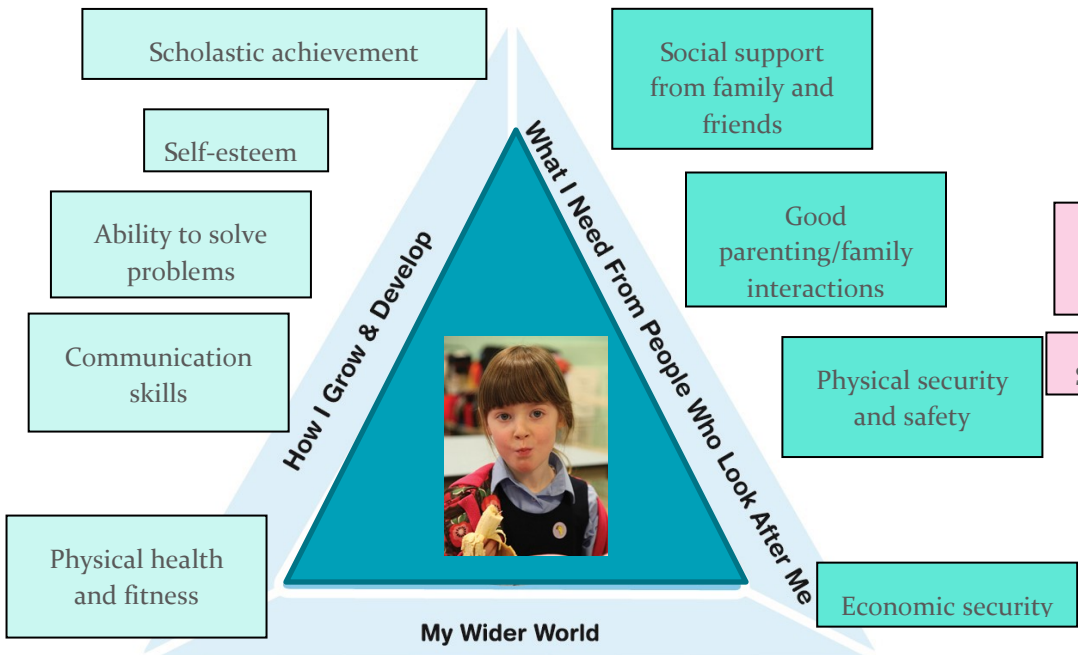 Scholastic achievement
Self-esteem
Ability to solve
problems
Communication
skills
Physical health
and fitness
How I Grow & Develop
What I Need From People Who Look After Me
My Wider World
Social support
from family and
friends
Good
parenting/family
interactions
Physical security
and safety
Economic security